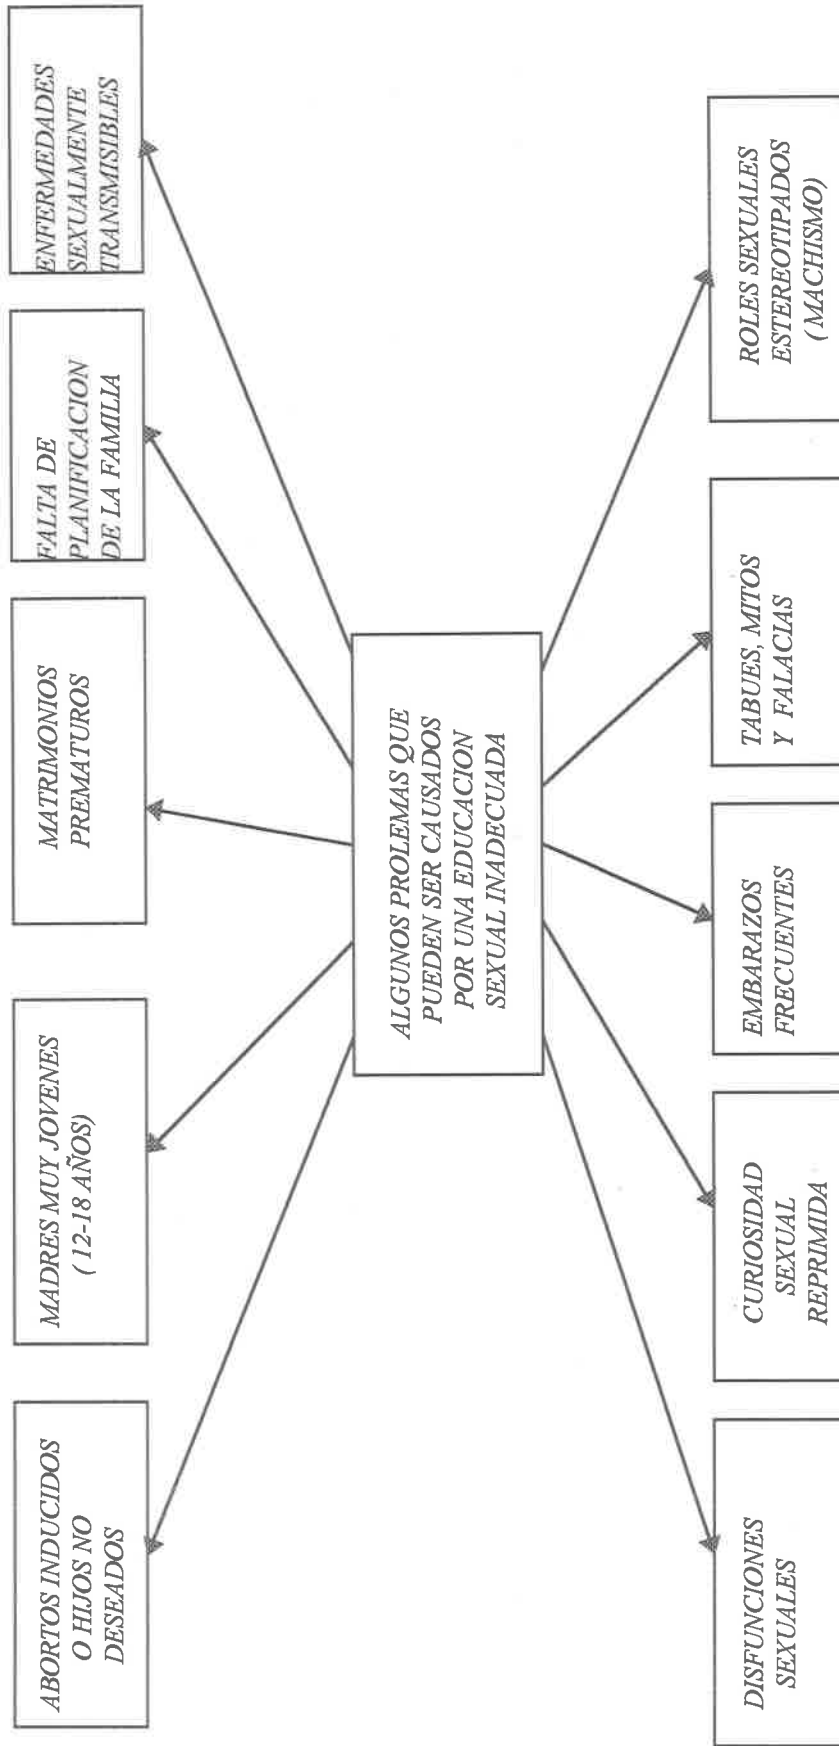 ABORTOS INDUCIDOS
O HIJOS NO
DESEADOS
MADRES MUY JOVENES
( 12-18 AÑOS)
MATRIMONIOS
PREMATUROS
FALTA DE
PLANIFICACION
DE LA FAMILIA
ENFERMEDADES
SEXUALMENTE
TRANSMISIBLES
ALGUNOS PROLEMAS QUE
PUEDEN SER CAUSADOS
POR UNA EDUCACION
SEXUAL INADECUADA
DISFUNCIONES
SEXUALES
CURIOSIDAD
SEXUAL
REPRIMIDA
EMBARAZOS
FRECUENTES
TABUES, MITOS
Y FALACIAS
ROLES SEXUALES
ESTEREOTIPADOS
( MACHISMO)